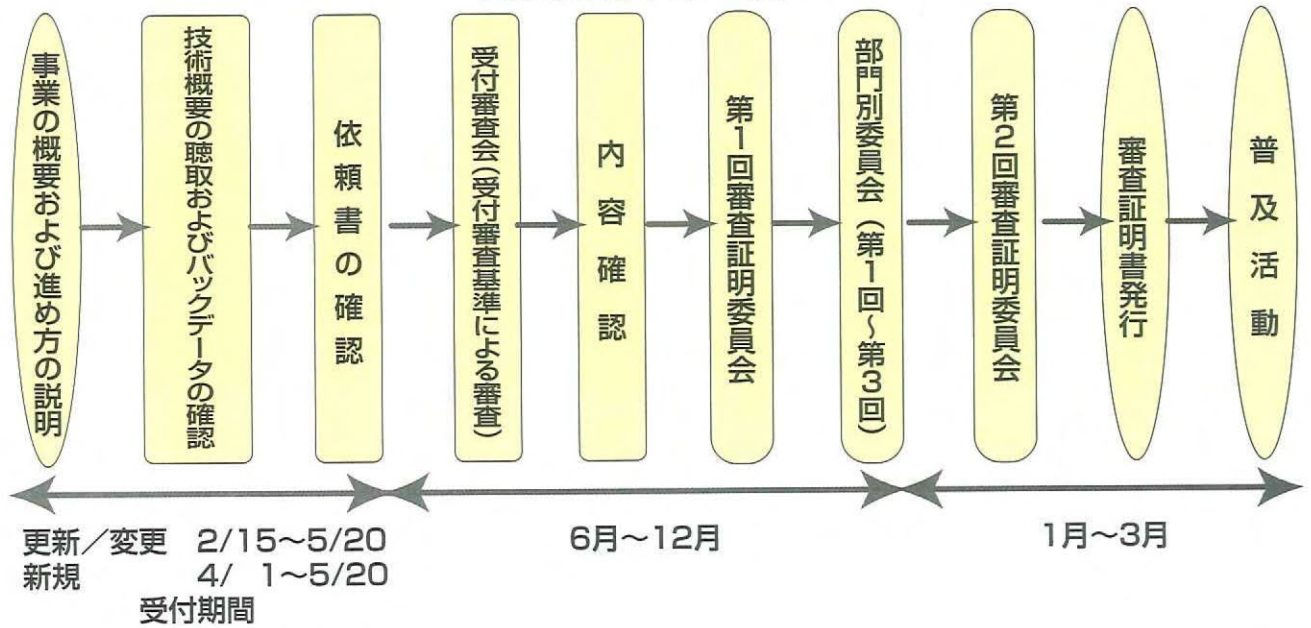 事業の概要および進め方の説明
技術概要の聴取およびバックデータの確認
依頼書の確認
受付審査会(受付審査基準による審査)
内容確認
第1回審査証明委員会
部門別委員会(第1回~第3回)
第2回審査証明委員会
審査証明書発行
普及活動
更新/変更 2/15~5/20
新規 4/ 1~5/20
受付期間
6月~12月
1月~3月